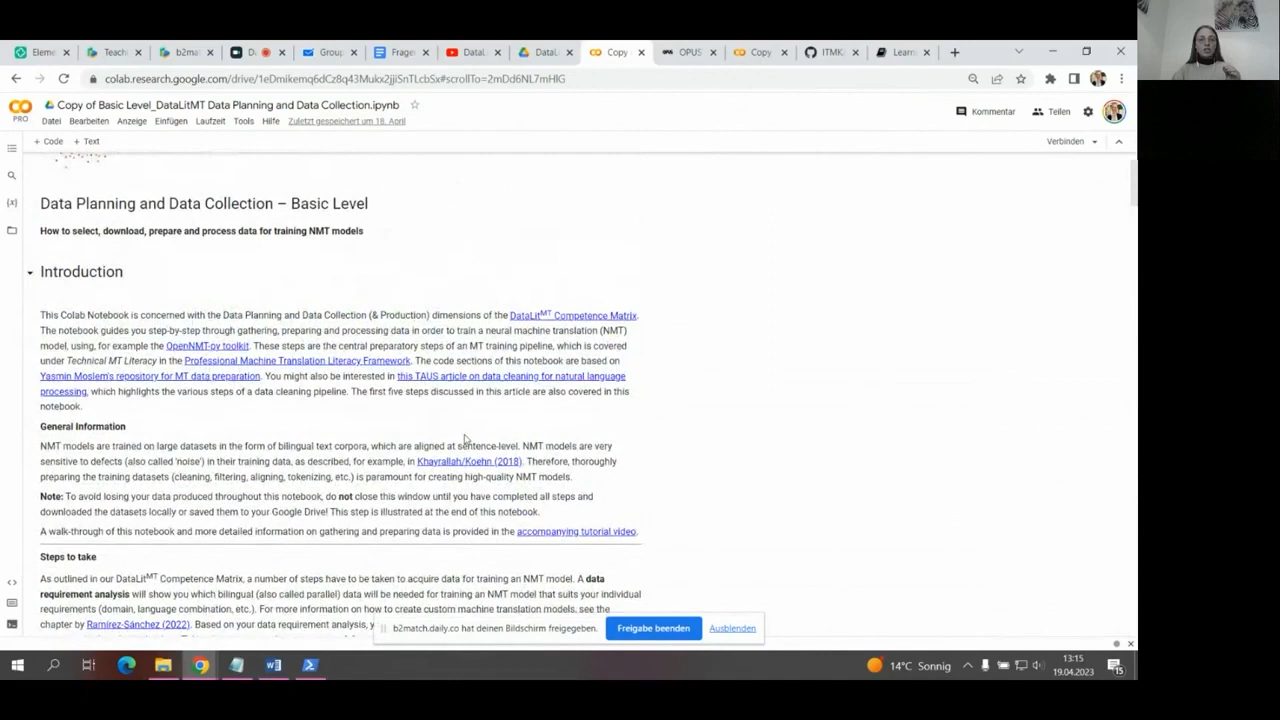 Eleme
Teach
b2mat
Da
Group
Frage
DataL
DataL
Copy
OPUS
Copy
ITMK
Learn
colab.research.google.com/drive/1eDmikemq6dCz8q43Mukx2jjiSnTLcbSx#scrollTo=2mDd6NL7mHlG
PRO
Copy of Basic Level_DataLitMT Data Planning and Data Collection.ipynb
Datei Bearbeiten Anzeige Einfügen Laufzeit Tools Hilfe Zuletzt gespeichert um 18. April
Kommentar Teilen
+ Code + Text
Verbinden
Data Planning and Data Collection – Basic Level
How to select, download, prepare and process data for training NMT models
Introduction
This Colab Notebook is concerned with the Data Planning and Data Collection (& Production) dimensions of the DataLitMT Competence Matrix.
The notebook guides you step-by-step through gathering, preparing and processing data in order to train a neural machine translation (NMT)
model, using, for example the OpenNMT-py toolkit. These steps are the central preparatory steps of an MT training pipeline, which is covered
under Technical MT Literacy in the Professional Machine Translation Literacy Framework. The code sections of this notebook are based on
Yasmin Moslem's repository for MT data preparation. You might also be interested in this TAUS article on data cleaning for natural language
processing, which highlights the various steps of a data cleaning pipeline. The first five steps discussed in this article are also covered in this
notebook.
General Information
NMT models are trained on large datasets in the form of bilingual text corpora, which are aligned at sentence-level. NMT models are very
sensitive to defects (also called 'noise') in their training data, as described, for example, in Khayrallah/Koehn (2018). Therefore, thoroughly
preparing the training datasets (cleaning, filtering, aligning, tokenizing, etc.) is paramount for creating high-quality NMT models.
Note: To avoid losing your data produced throughout this notebook, do not close this window until you have completed all steps and
downloaded the datasets locally or saved them to your Google Drive! This step is illustrated at the end of this notebook.
A walk-through of this notebook and more detailed information on gathering and preparing data is provided in the accompanying tutorial video.
Steps to take
As outlined in our DataLitMT Competence Matrix, a number of steps have to be taken to acquire data for training an NMT model. A data
requirement analysis will show you which bilingual (also called parallel) data will be needed for training an NMT model that suits your individual
requirements (domain, language combination, etc.). For more information on how to create custom machine translation models, see the
chapter by Ramírez-Sánchez (2022). Based on your data requirement analysis, y
b2match.daily.co hat deinen Bildschirm freigegeben. Freigabe beenden Ausblenden
14°C Sonnig
13:15
19.04.2023
15